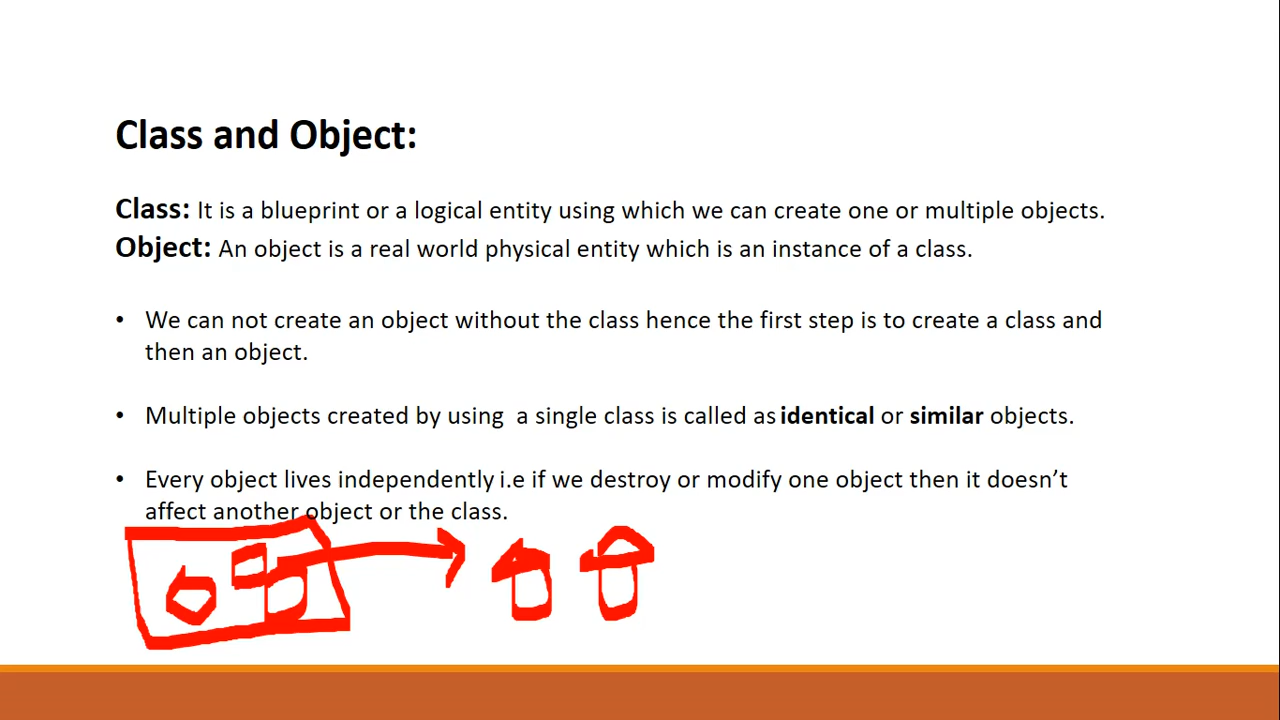 Class and Object:
Class: It is a blueprint or a logical entity using which we can create one or multiple objects.
Object: An object is a real world physical entity which is an instance of a class.
• We can not create an object without the class hence the first step is to create a class and
then an object.
• Multiple objects created by using  a single class is called as identical or similar objects.
• Every object lives independently i.e if we destroy or modify one object then it doesn’t
affect another object or the class.